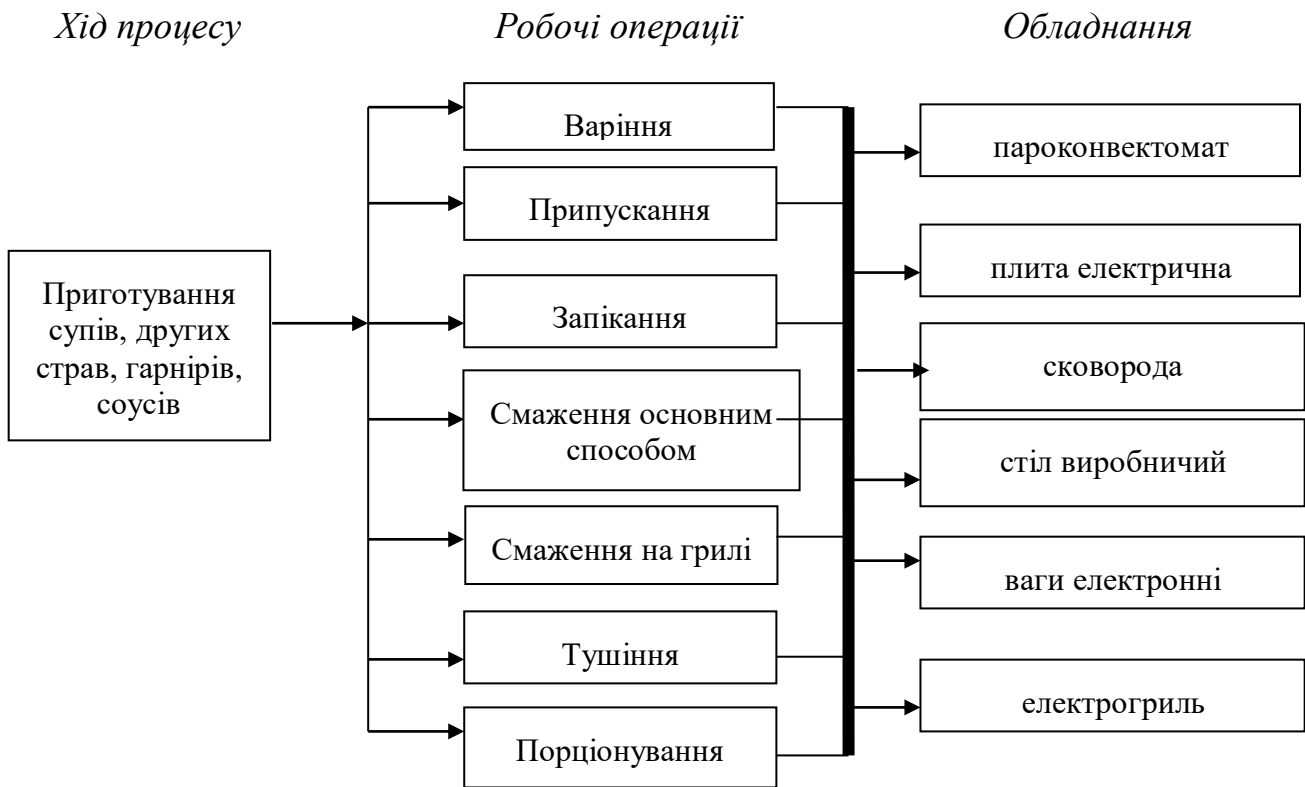 Хід процесу
Робочі операції
Обладнання
Приготування
супів, других
страв, гарнірів,
соусів
Варіння
Припускання
Запікання
Смаження основним
способом
Смаження на грилі
Тушіння
Порціонування
пароконвектомат
плита електрична
сковорода
стіл виробничий
ваги електронні
електрогриль